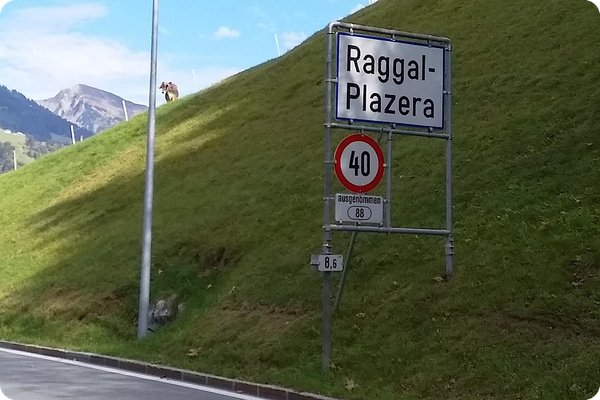 Raggal-
Plazera
40
ausgenommen
88
8,6